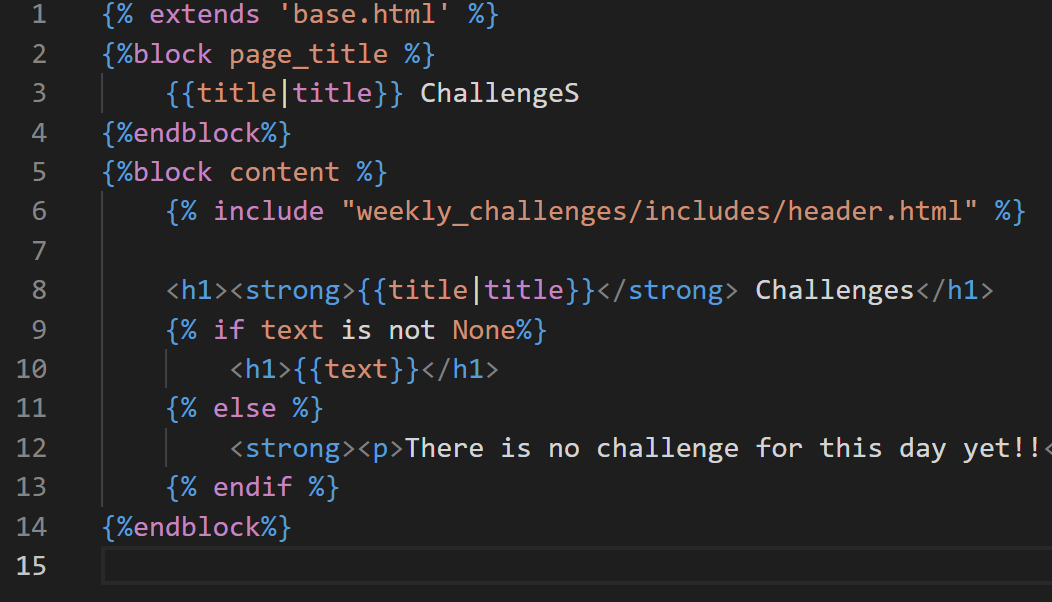 1 {% extends 'base.html' %}
2 {%block page_title %}
3     {{title|title}} ChallengeS
4 {%endblock%}
5 {%block content %}
6     {% include "weekly_challenges/includes/header.html" %}
7
8     <h1><strong>{{title|title}}</strong> Challenges</h1>
9     {% if text is not None%}
10         <h1>{{text}}</h1>
11     {% else %}
12         <strong><p>There is no challenge for this day yet!!<
13     {% endif %}
14 {%endblock%}
15